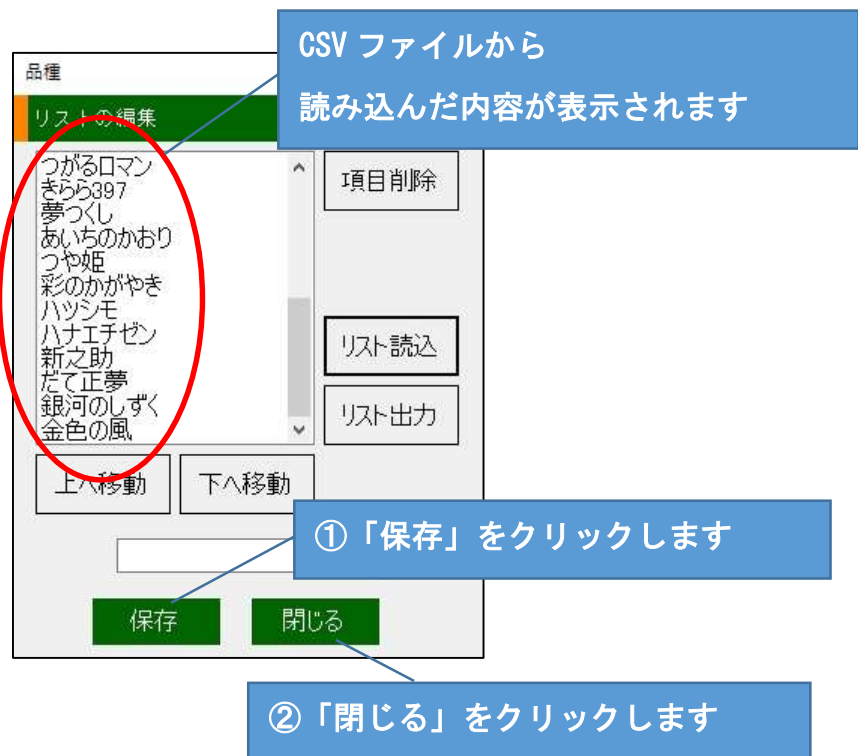 CSV ファイルから
読み込んだ内容が表示されます
品種
リストの編集
つがるロマン
きらら397
夢つくし
あいちのかおり
つや姫
彩のかがやき
ハツシモ
ハナエチゼン
新之助
だて正夢
銀河のしずく
金色の風
項目削除
リスト読込
リスト出力
上へ移動
下へ移動
①「保存」をクリックします
保存
閉じる
②「閉じる」をクリックします